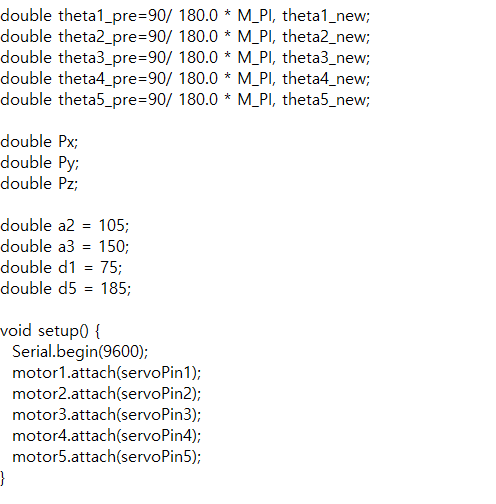 double theta1_pre=90/ 180.0 * M_PI, theta1_new;
double theta2_pre=90/ 180.0 * M_PI, theta2_new;
double theta3_pre=90/ 180.0 * M_PI, theta3_new;
double theta4_pre=90/ 180.0 * M_PI, theta4_new;
double theta5_pre=90/ 180.0 * M_PI, theta5_new;

double Px;
double Py;
double Pz;

double a2 = 105;
double a3 = 150;
double d1 = 75;
double d5 = 185;

void setup() {
  Serial.begin(9600);
  motor1.attach(servoPin1);
  motor2.attach(servoPin2);
  motor3.attach(servoPin3);
  motor4.attach(servoPin4);
  motor5.attach(servoPin5);
}